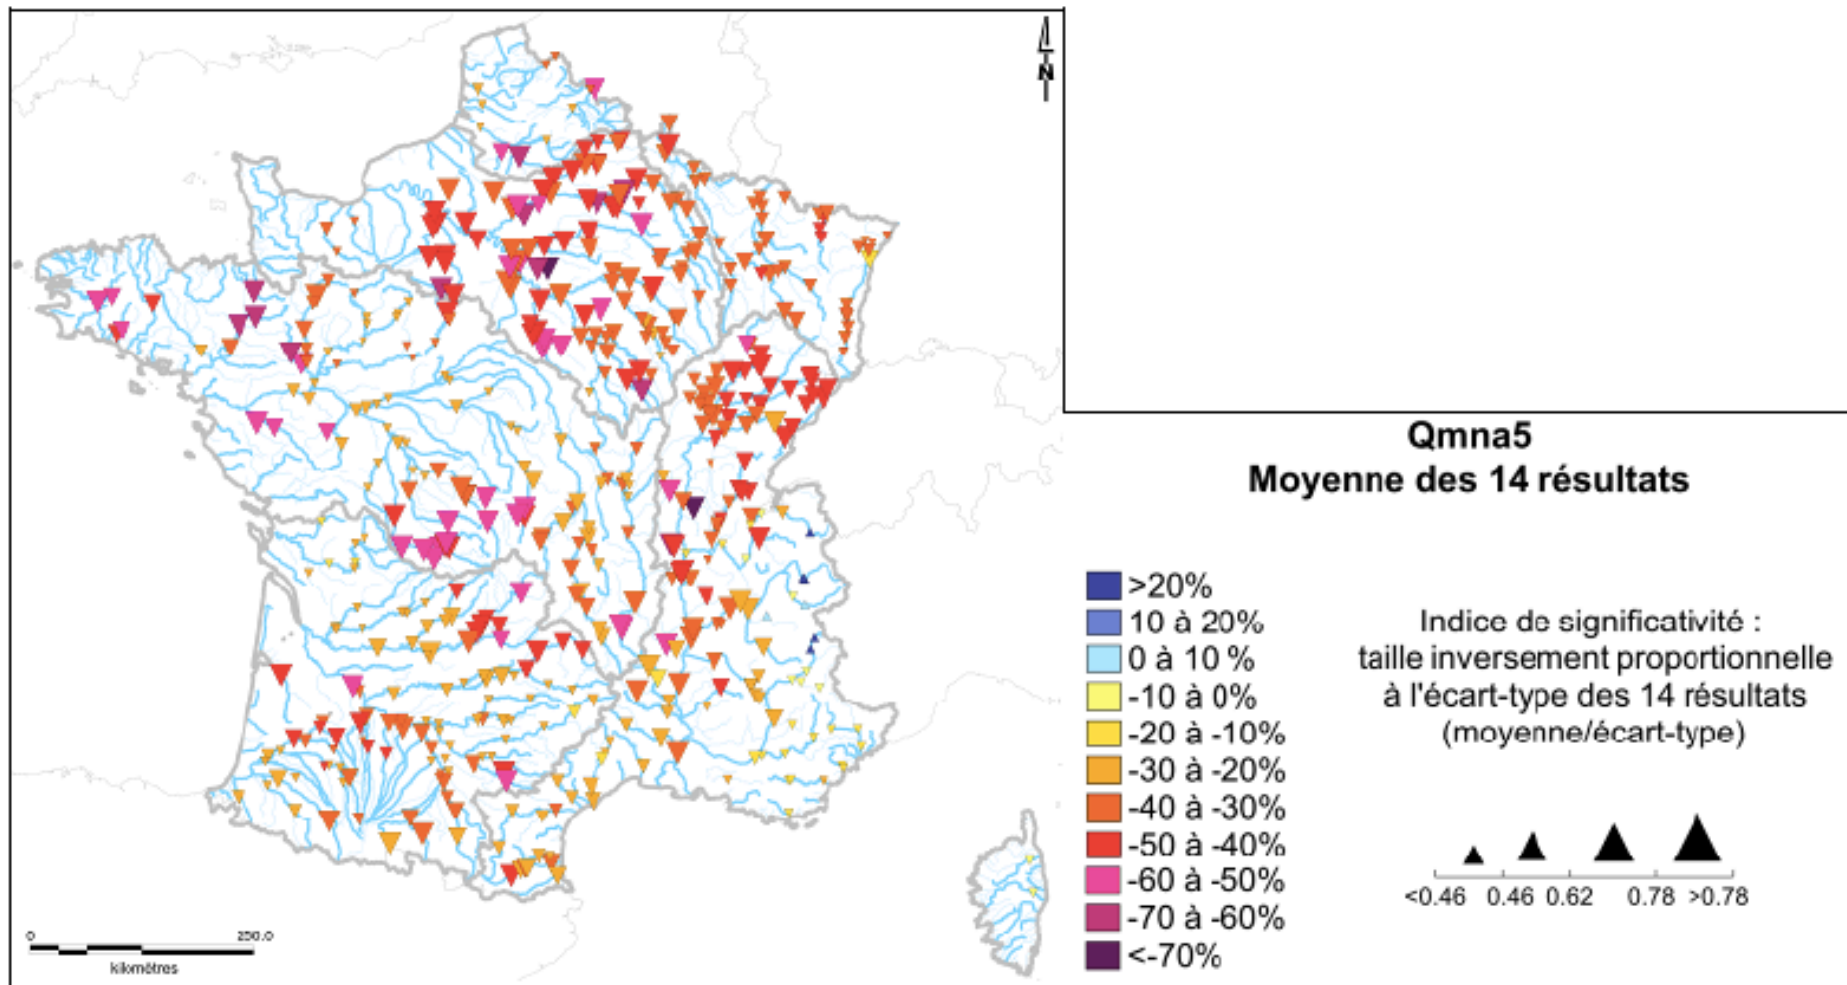 N
Qmna5
Moyenne des 14 résultats
>20%
10 à 20%
0 à 10 %
-10 à 0%
-20 à -10%
-30 à -20%
-40 à -30%
-50 à -40%
-60 à -50%
-70 à -60%
<-70%
Indice de significativité :
taille inversement proportionnelle
à l'écart-type des 14 résultats
(moyenne/écart-type)
<0.46 0.46 0.62 0.78 >0.78
0 250.0
kilomètres